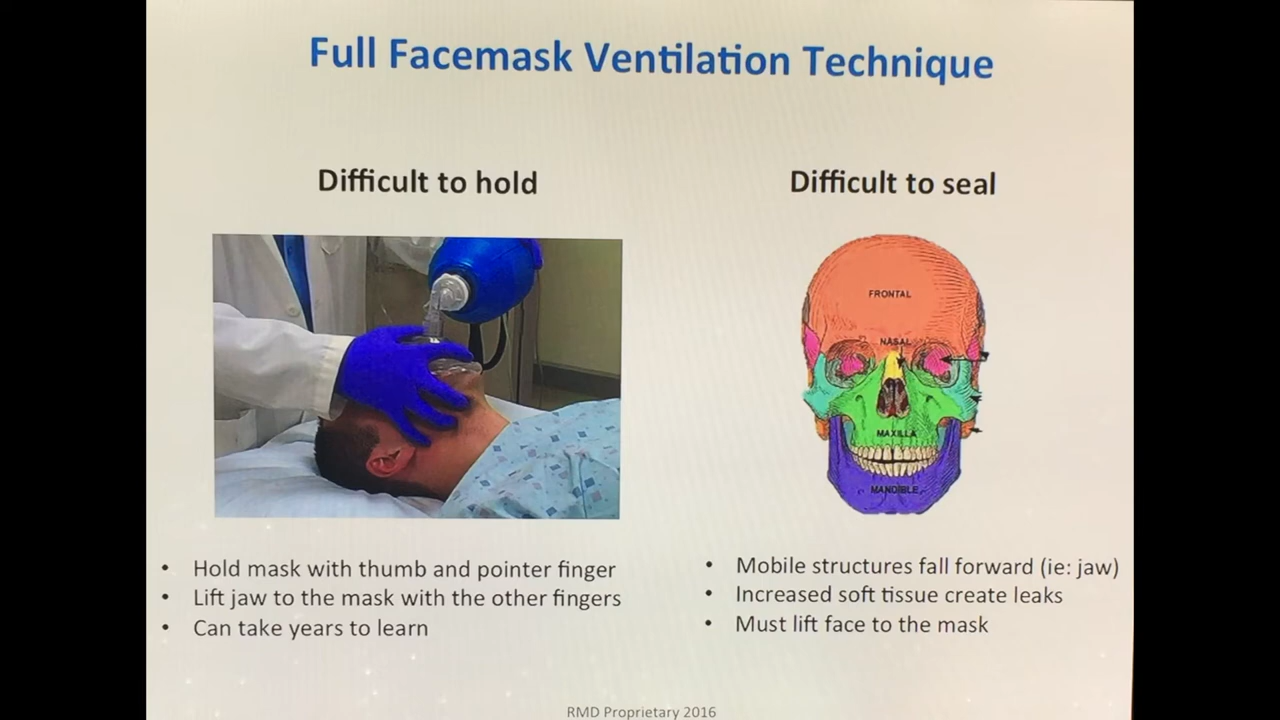 Full Facemask Ventilation Technique
Difficult to hold
Difficult to seal
FRONTAL
NASAL
MAXILLA
MANDIBLE
• Hold mask with thumb and pointer finger
• Lift jaw to the mask with the other fingers
• Can take years to learn
• Mobile structures fall forward (ie: jaw)
• Increased soft tissue create leaks
• Must lift face to the mask
RMD Proprietary 2016